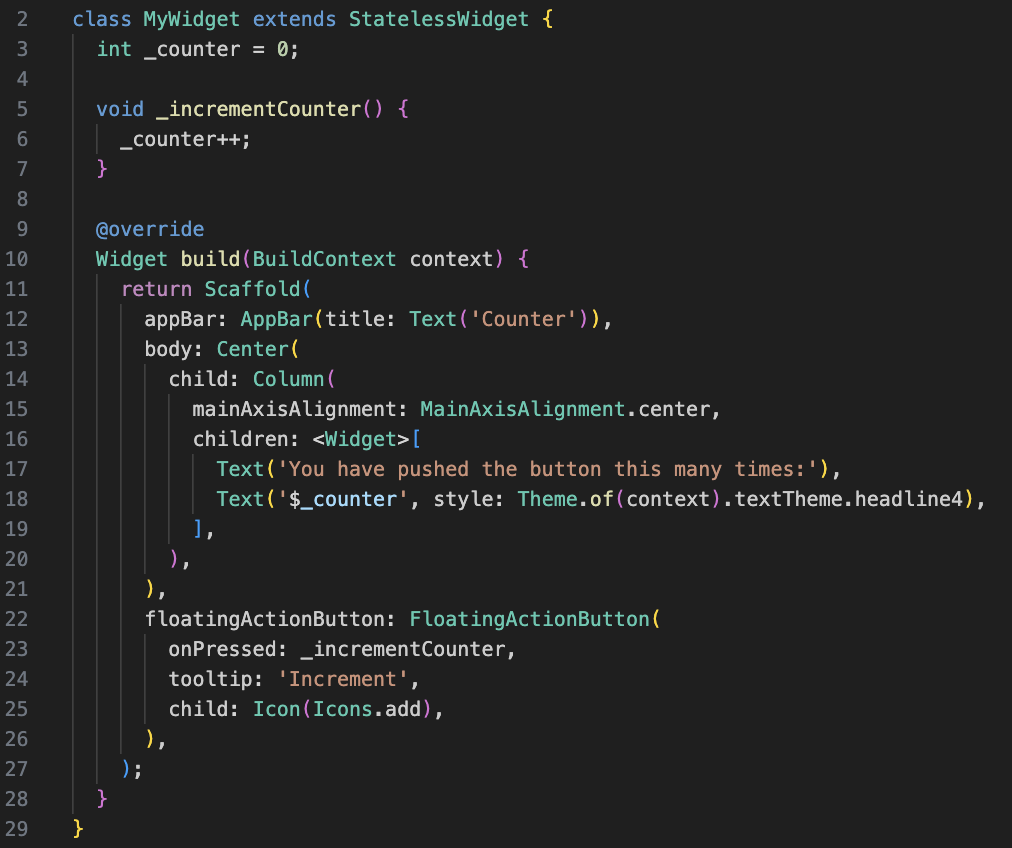 2 class MyWidget extends StatelessWidget {
3   int _counter = 0;
4
5   void _incrementCounter() {
6     _counter++;
7   }
8
9   @override
10   Widget build(BuildContext context) {
11     return Scaffold(
12       appBar: AppBar(title: Text('Counter')),
13       body: Center(
14         child: Column(
15           mainAxisAlignment: MainAxisAlignment.center,
16           children: <Widget>[
17             Text('You have pushed the button this many times:'),
18             Text('$_counter', style: Theme.of(context).textTheme.headline4),
19           ],
20         ),
21       ),
22       floatingActionButton: FloatingActionButton(
23         onPressed: _incrementCounter,
24         tooltip: 'Increment',
25         child: Icon(Icons.add),
26       ),
27     );
28   }
29 }